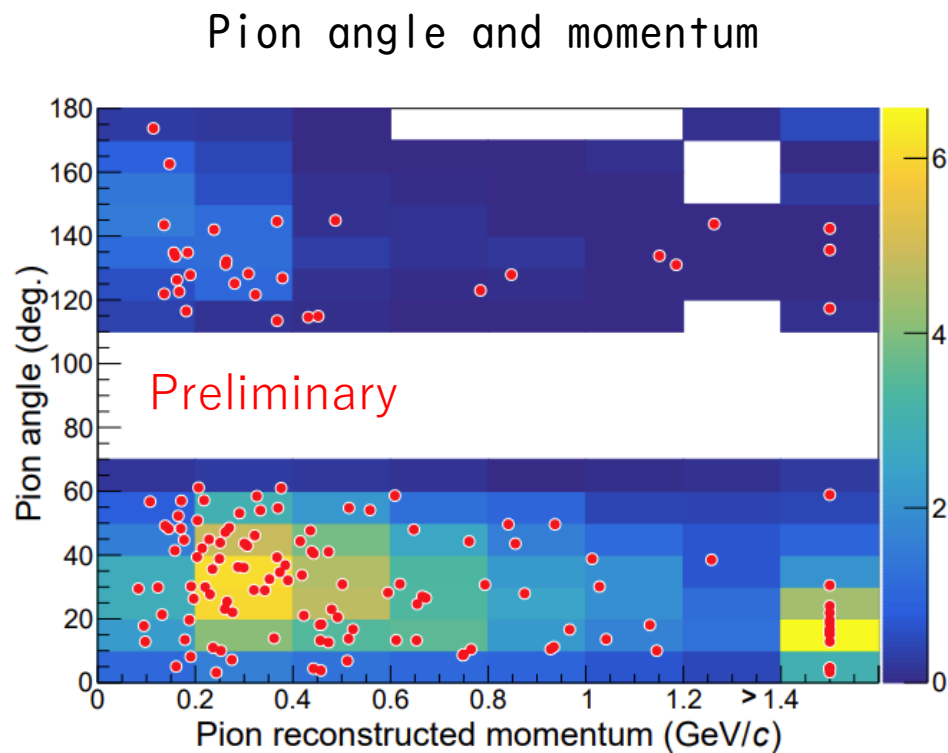 Pion angle and momentum
180
160
140
120
100
80
60
40
20
0
Pion angle (deg.)
Preliminary
6
4
2
0
0 0.2 0.4 0.6 0.8 1 1.2 > 1.4
Pion reconstructed momentum (GeV/c)